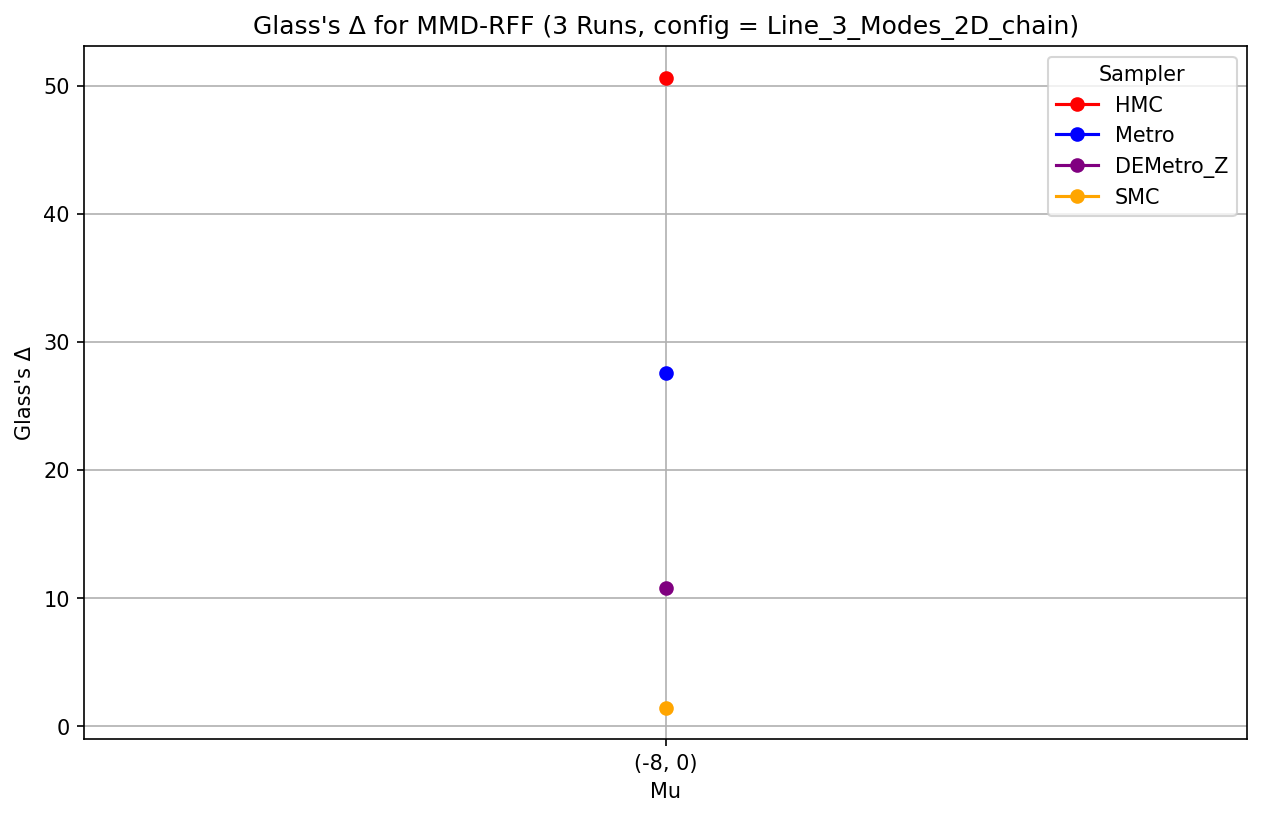 Glass's Δ for MMD-RFF (3 Runs, config = Line_3_Modes_2D_chain)
Sampler
HMC
Metro
DEMetro_Z
SMC
50
40
30
20
10
0
Glass's Δ
(-8, 0)
Mu